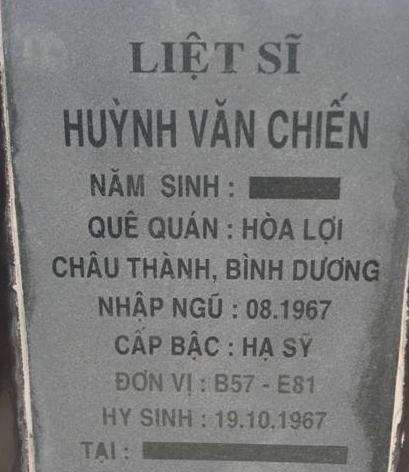 LIỆT SĨ
HUỲNH VĂN CHIẾN
NĂM SINH :
QUÊ QUÁN : HÒA LỢI
CHÂU THÀNH, BÌNH DƯƠNG
NHẬP NGŨ : 08.1967
CẤP BẬC : HẠ SỸ
ĐƠN VỊ : B57 - E81
HY SINH : 19.10.1967
TẠI :